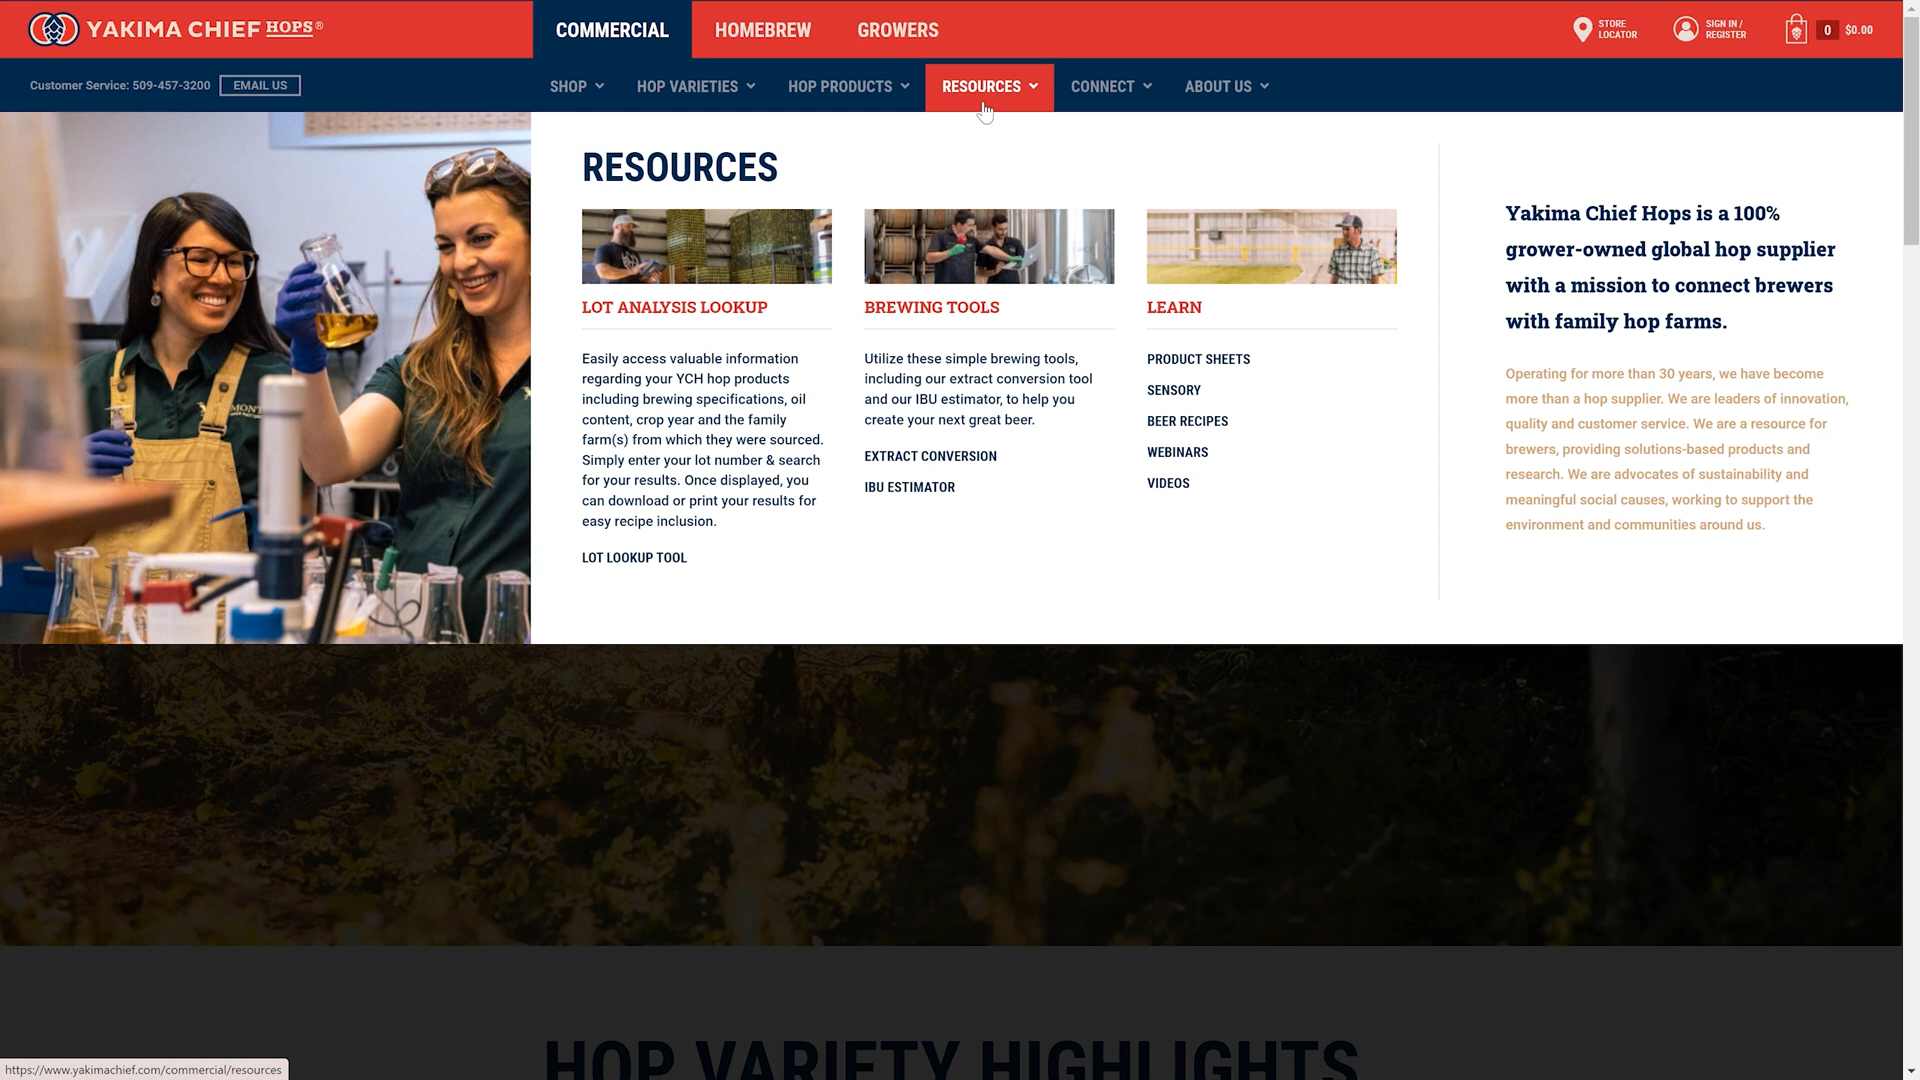 YAKIMA CHIEF HOPS®
COMMERCIAL
HOMEBREW
GROWERS
STORE
LOCATOR
SIGN IN /
REGISTER
0
$0.00
Customer Service: 509-457-3200
EMAIL US
SHOP
HOP VARIETIES
HOP PRODUCTS
RESOURCES
CONNECT
ABOUT US
RESOURCES
LOT ANALYSIS LOOKUP
Easily access valuable information
regarding your YCH hop products
including brewing specifications, oil
content, crop year and the family
farm(s) from which they were sourced.
Simply enter your lot number & search
for your results. Once displayed, you
can download or print your results for
easy recipe inclusion.
LOT LOOKUP TOOL
BREWING TOOLS
Utilize these simple brewing tools,
including our extract conversion tool
and our IBU estimator, to help you
create your next great beer.
EXTRACT CONVERSION
IBU ESTIMATOR
LEARN
PRODUCT SHEETS
SENSORY
BEER RECIPES
WEBINARS
VIDEOS
Yakima Chief Hops is a 100%
grower-owned global hop supplier
with a mission to connect brewers
with family hop farms.
Operating for more than 30 years, we have become
more than a hop supplier. We are leaders of innovation,
quality and customer service. We are a resource for
brewers, providing solutions-based products and
research. We are advocates of sustainability and
meaningful social causes, working to support the
environment and communities around us.
HOP VARIETY HIGHLIGHTS
https://www.yakimachief.com/commercial/resources